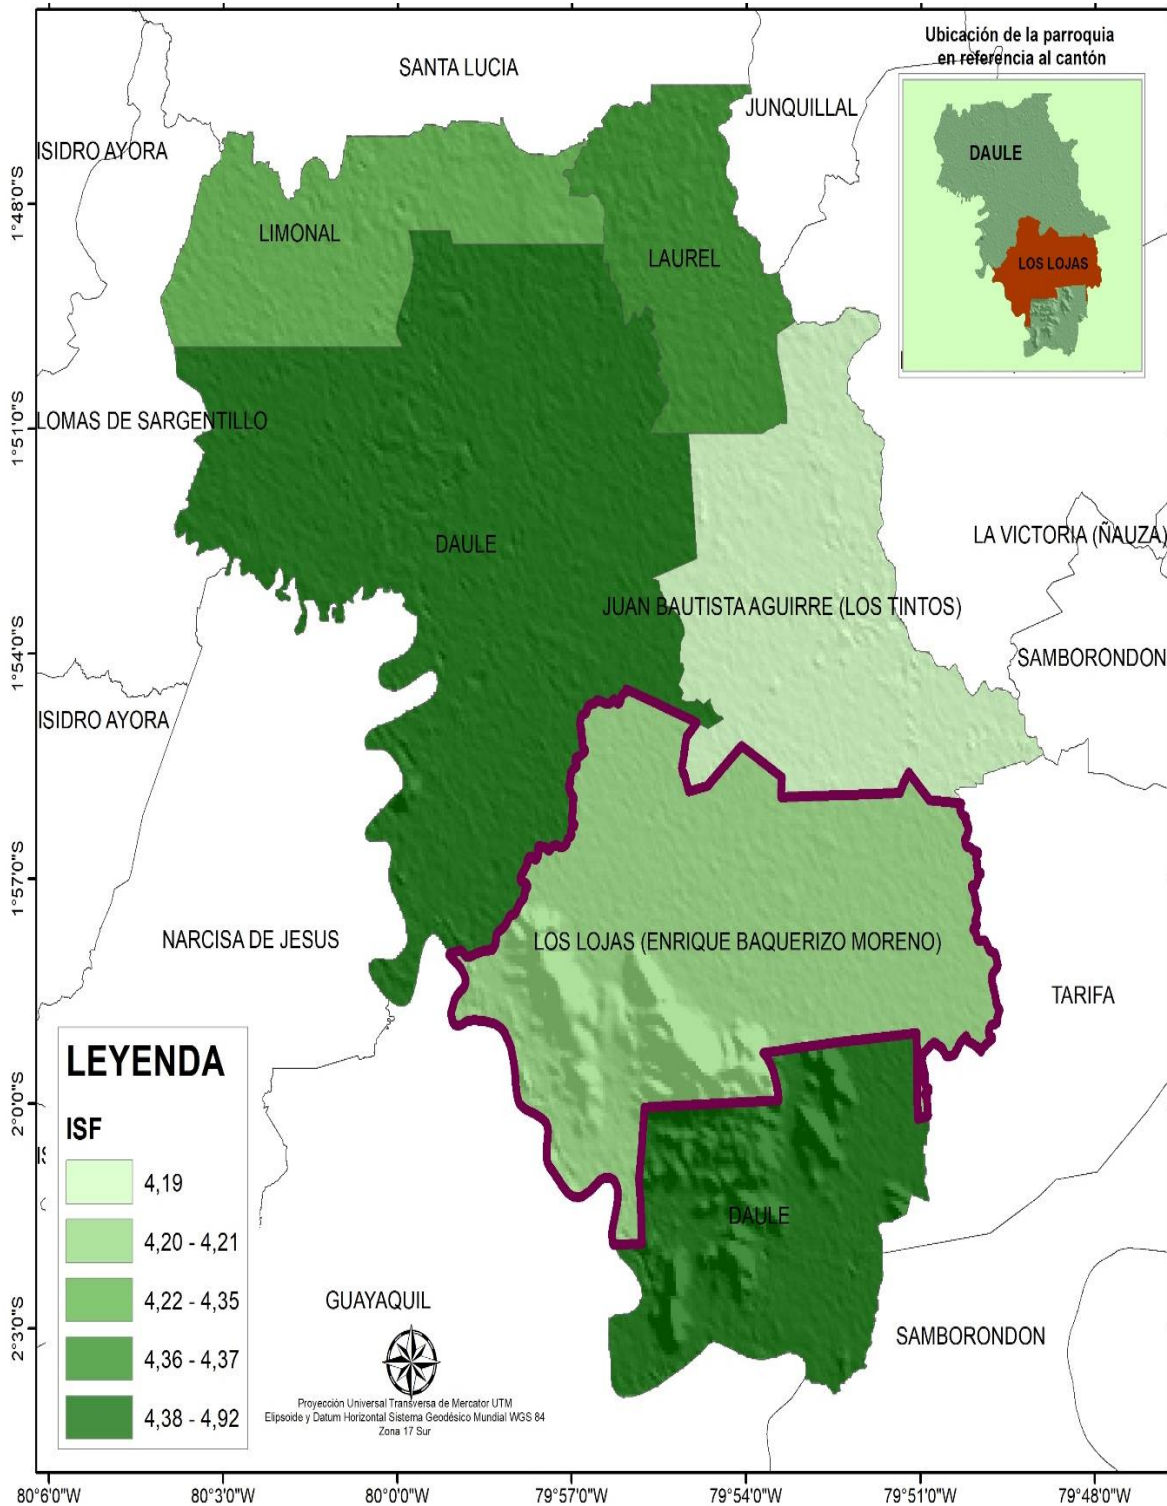 Ubicación de la parroquia
en referencia al cantón
DAULE
LOS LOJAS
SANTA LUCIA
JUNQUILLAL
ISIDRO AYORA
LIMONAL
LAUREL
LOMAS DE SARGENTILLO
DAULE
LA VICTORIA (ÑAUZA)
JUAN BAUTISTA AGUIRRE (LOS TINTOS)
SAMBORONDON
ISIDRO AYORA
NARCISA DE JESUS
LOS LOJAS (ENRIQUE BAQUERIZO MORENO)
TARIFA
DAULE
GUAYAQUIL
SAMBORONDON
LEYENDA
ISF
4,19
4,20 - 4,21
4,22 - 4,35
4,36 - 4,37
4,38 - 4,92
Proyección Universal Transversa de Mercator UTM
Elipsoide y Datum Horizontal Sistema Geodésico Mundial WGS 84
Zona 17 Sur
1°48'0"S
1°51'0"S
1°54'0"S
1°57'0"S
2°0'0"S
2°3'0"S
80°6'0"W
80°3'0"W
80°0'0"W
79°57'0"W
79°54'0"W
79°51'0"W
79°48'0"W